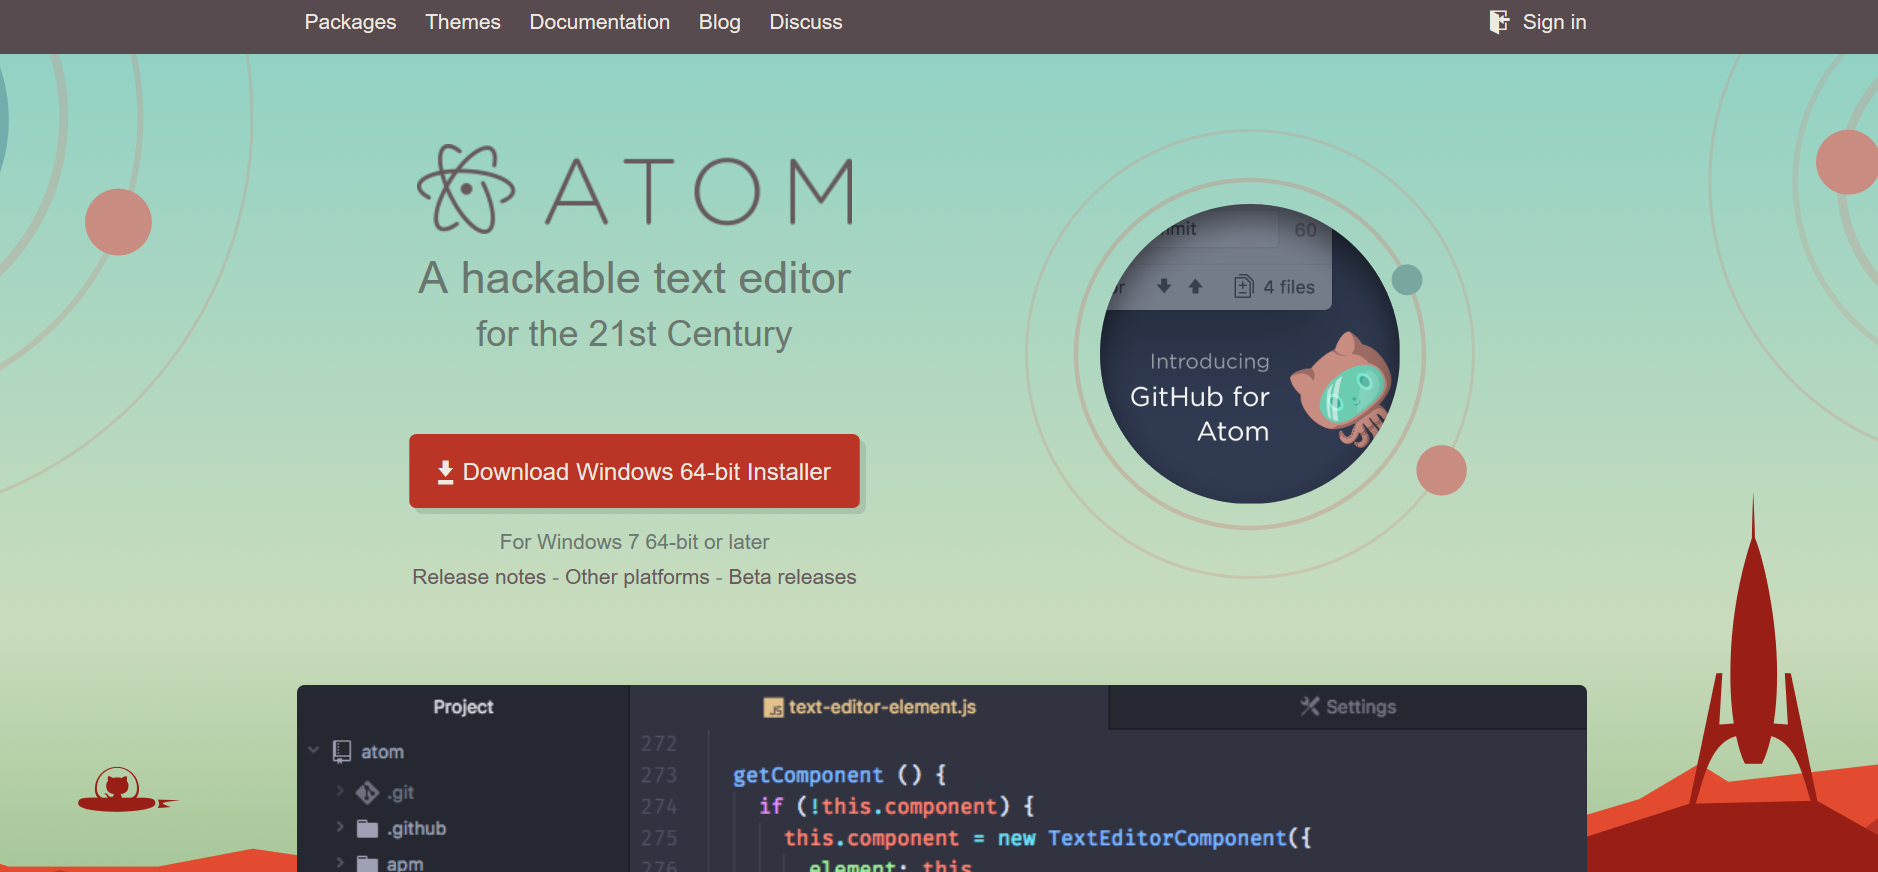 Packages Themes Documentation Blog Discuss Sign in
ATOM
A hackable text editor
for the 21st Century
Download Windows 64-bit Installer
For Windows 7 64-bit or later
Release notes - Other platforms - Beta releases
60
4 files
Introducing
GitHub for
Atom
Project
atom
.git
.github
apm
JS text-editor-element.js
Settings
272
273 getComponent () {
274 if (!this.component) {
275 this.component = new TextEditorComponent({
276 element: this